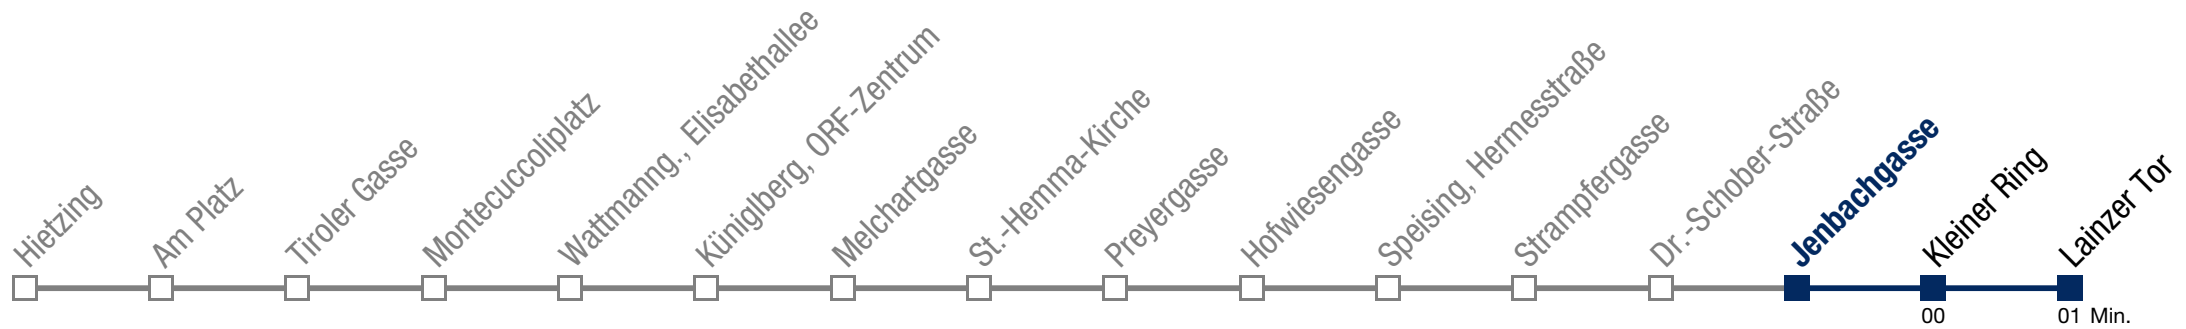 Hietzing
Am Platz
Tiroler Gasse
Montecuccoliplatz
Wattmanng., Elisabethallee
Küniglberg, ORF-Zentrum
Melchartgasse
St.-Hemma-Kirche
Preyergasse
Hofwiesengasse
Speising, Hermesstraße
Strampfergasse
Dr.-Schober-Straße
Jenbachgasse
Kleiner Ring
Lainzer Tor
00
01 Min.